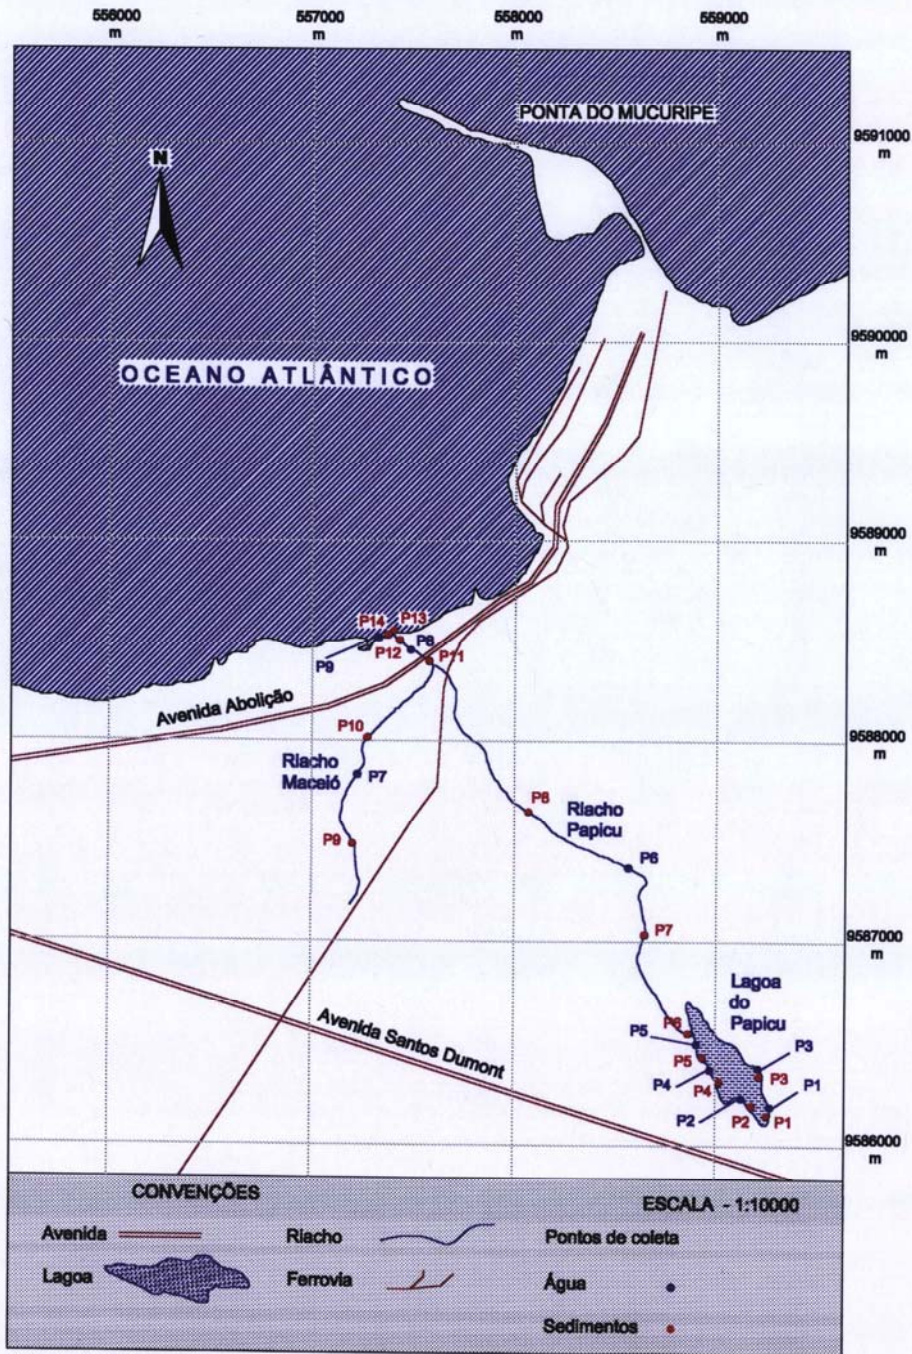 556000
m
557000
m
558000
m
559000
m
PONTA DO MUCURIPE
9591000
m
N
9590000
m
OCEANO ATLÂNTICO
9589000
m
P14
P13
P12
P8
P11
P9
Avenida Abolição
P10
9588000
m
Riacho
Maceió
P7
P8
Riacho
Papicu
P9
P6
P7
9587000
m
Lagoa
do
Papicu
P6
P5
P5
P3
P4
P4
P3
P1
P2
P2
P1
Avenida Santos Dumont
9586000
m
CONVENÇÕES
ESCALA - 1:10000
Avenida
Riacho
Pontos de coleta
Lagoa
Ferrovia
Água
Sedimentos